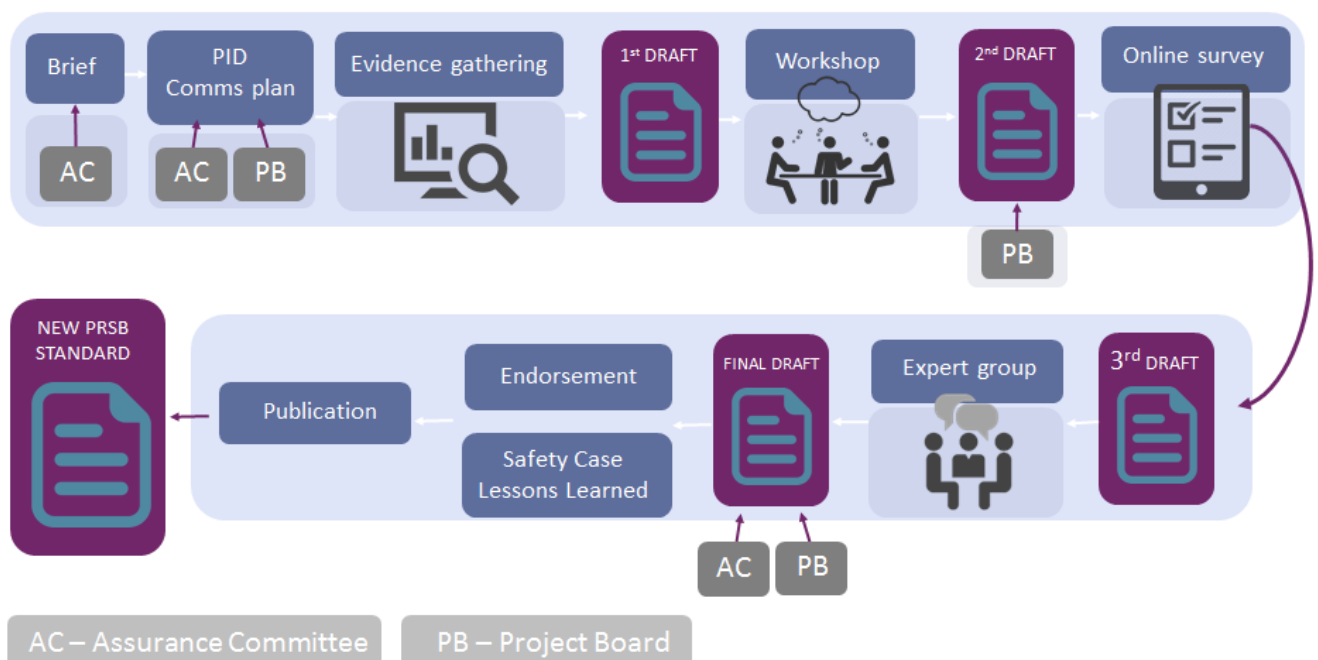 Brief
PID
Comms plan
Evidence gathering
1st DRAFT
Workshop
2nd DRAFT
Online survey
AC
AC
PB
PB
NEW PRSB
STANDARD
Publication
Endorsement
Safety Case
Lessons Learned
FINAL DRAFT
Expert group
3rd DRAFT
AC
PB
AC – Assurance Committee
PB – Project Board